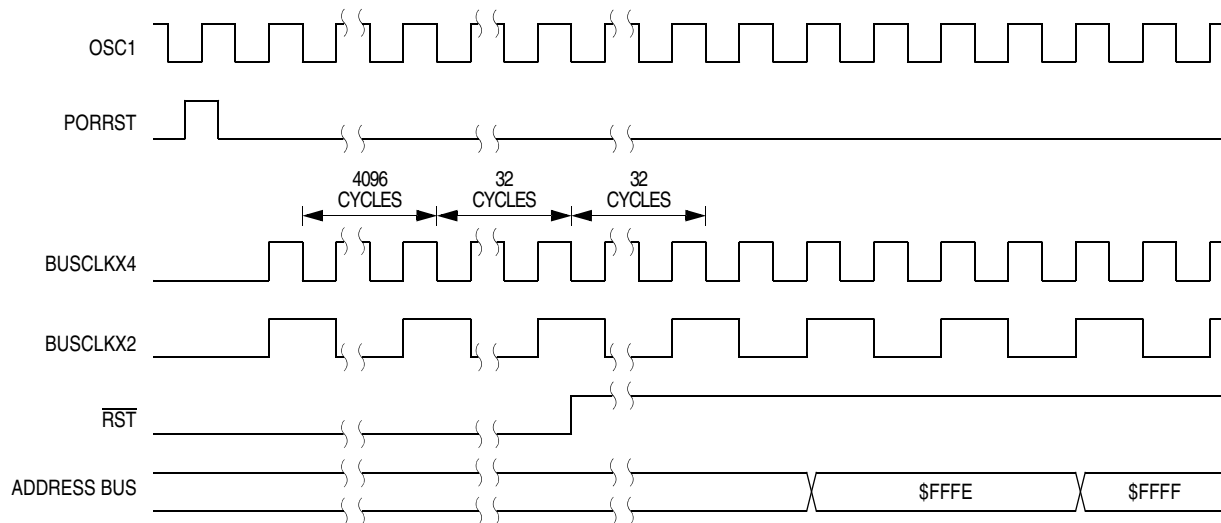 OSC1
PORRST
4096
CYCLES
32
CYCLES
32
CYCLES
BUSCLKX4
BUSCLKX2
RST
ADDRESS BUS
$FFFE
$FFFF